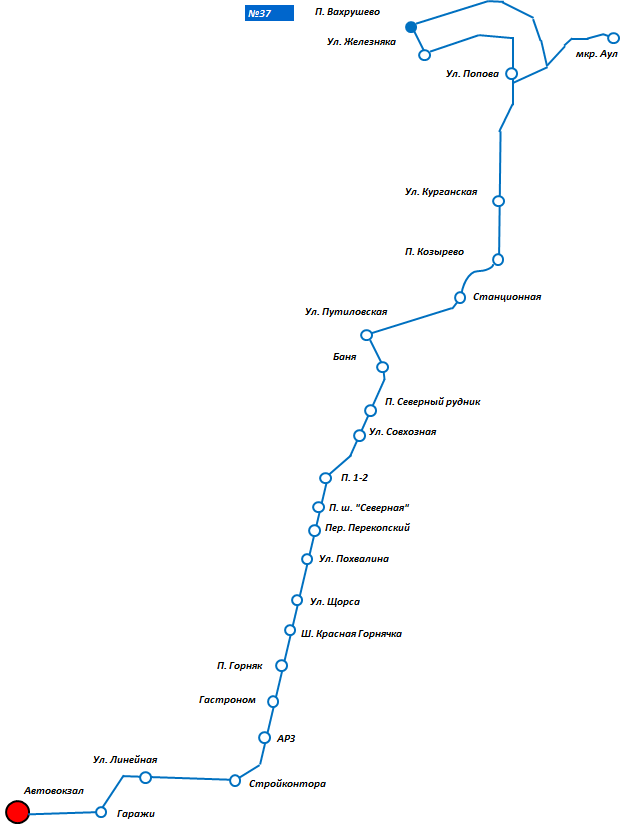 №37
П. Вахрушево
Ул. Железняка
мкр. Аул
Ул. Попова
Ул. Курганская
П. Козырево
Станционная
Ул. Путиловская
Баня
П. Северный рудник
Ул. Совхозная
П. 1-2
П. ш. "Северная"
Пер. Перекопский
Ул. Похвалина
Ул. Щорса
Ш. Красная Горнячка
П. Горняк
Гастроном
АРЗ
Ул. Линейная
Стройконтора
Автовокзал
Гаражи